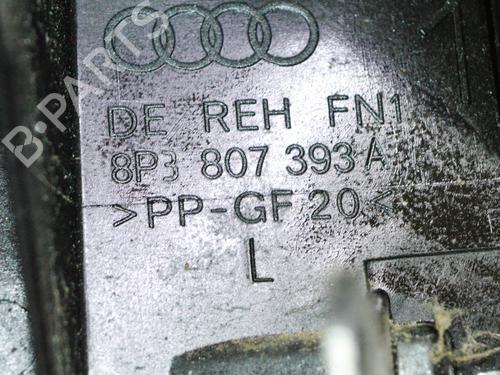 DE REH FN1
8P3 807 393 A
>PP-GF 20<
L
B-PARTS